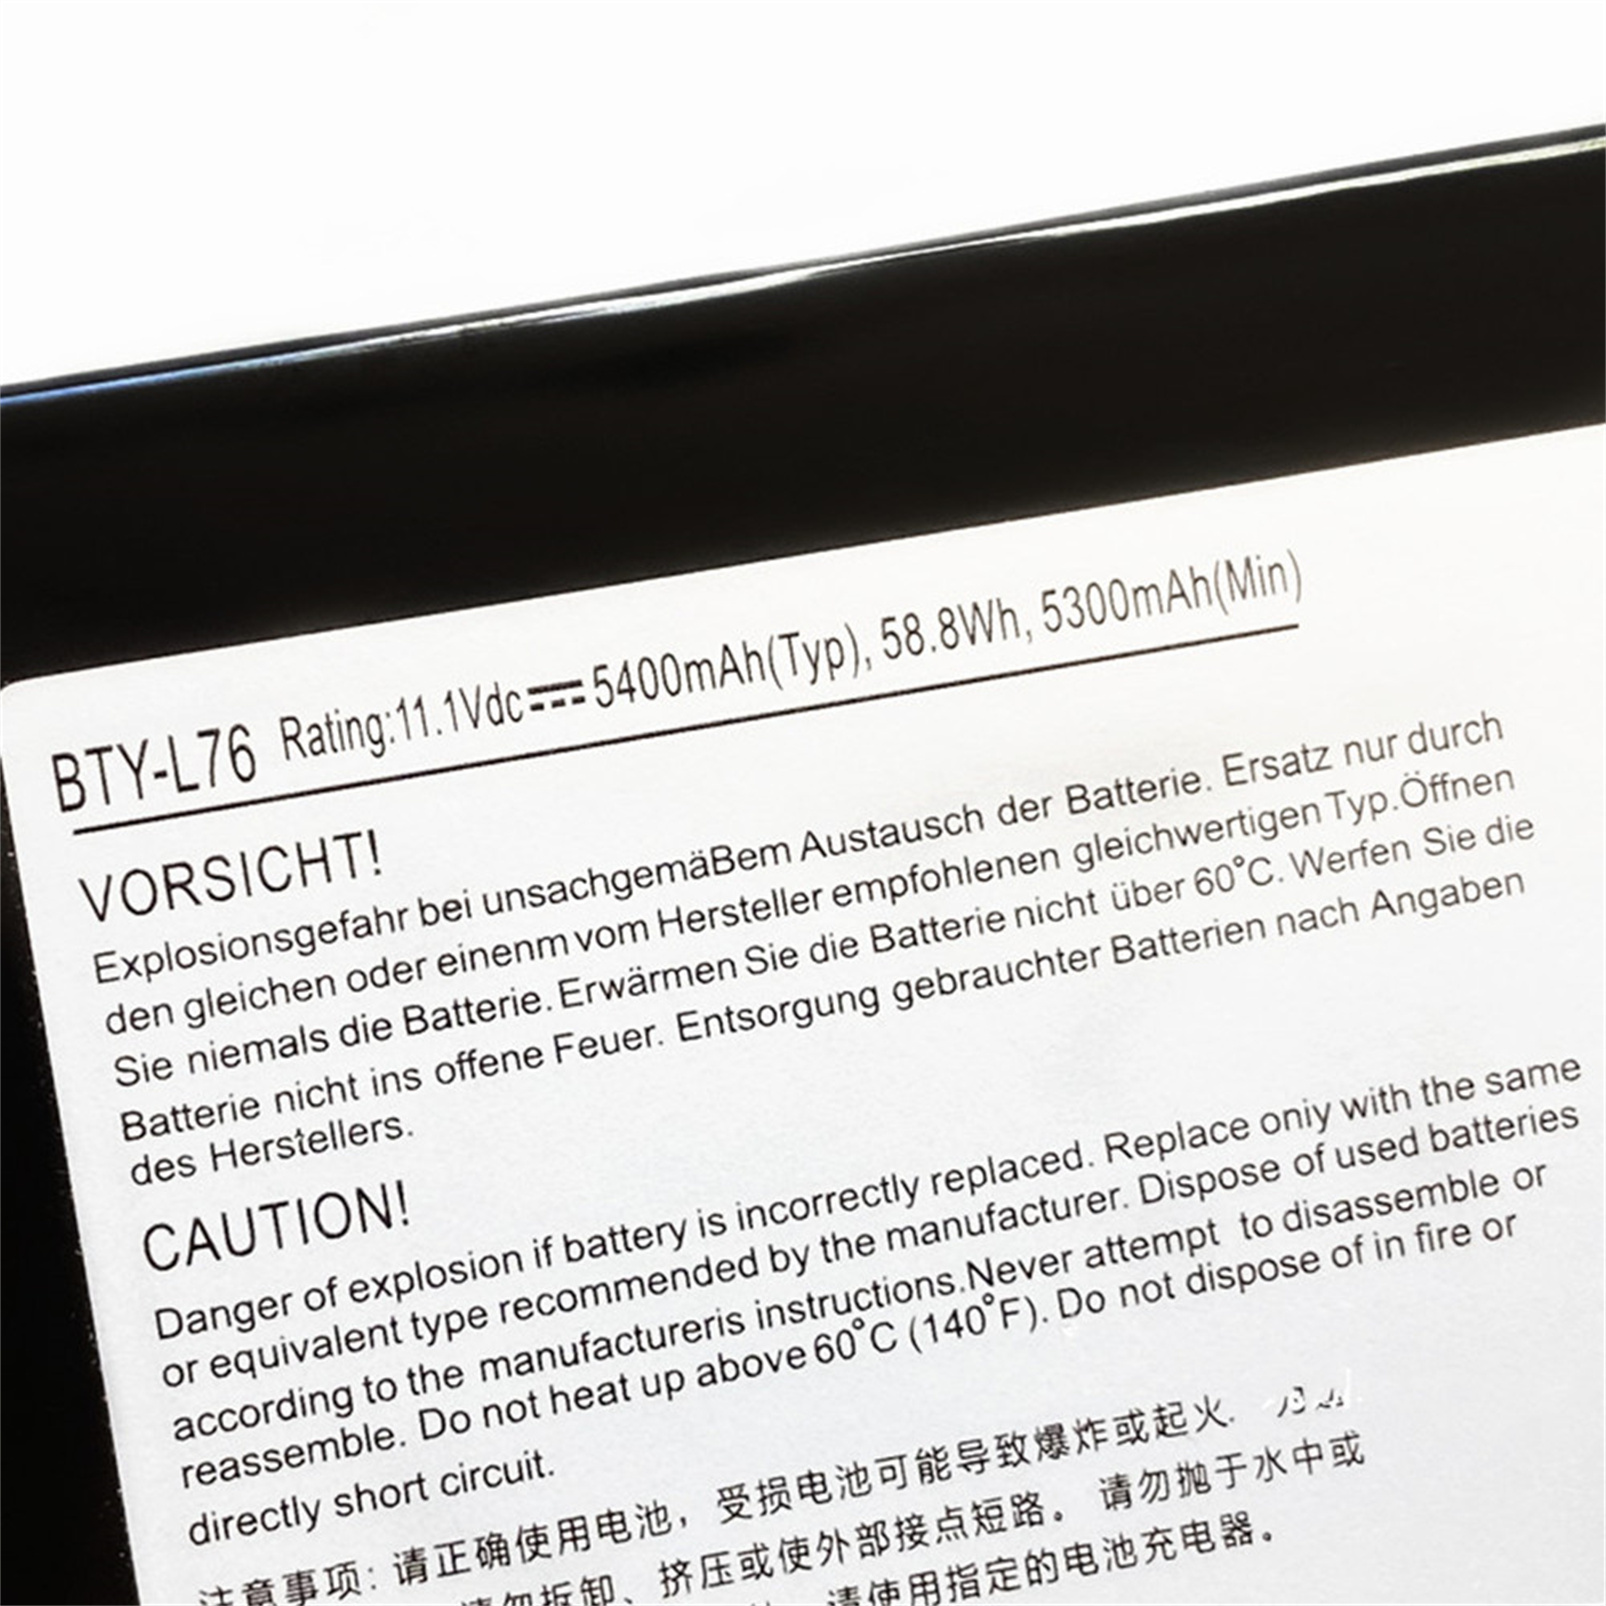 BTY-L76 Rating:11.1Vdc⎓5400mAh(Typ), 58.8Wh, 5300mAh(Min)
VORSICHT!
Explosionsgefahr bei unsachgemäBem Austausch der Batterie. Ersatz nur durch
den gleichen oder einenm vom Hersteller empfohlenen gleichwertigen Typ.Öffnen
Sie niemals die Batterie. Erwärmen Sie die Batterie nicht über 60°C. Werfen Sie die
Batterie nicht ins offene Feuer. Entsorgung gebrauchter Batterien nach Angaben
des Herstellers.
CAUTION!
Danger of explosion if battery is incorrectly replaced. Replace oniy with the same
or equivalent type recommended by the manufacturer. Dispose of used batteries
according to the manufactureris instructions.Never attempt to disassemble or
reassemble. Do not heat up above 60°C (140°F). Do not dispose of in fire or
directly short circuit.
注意事项: 请正确使用电池，受损电池可能导致爆炸或起火.
请勿拆卸、挤压或使外部接点短路。 请勿抛于水中或
请使用指定的电池充电器。